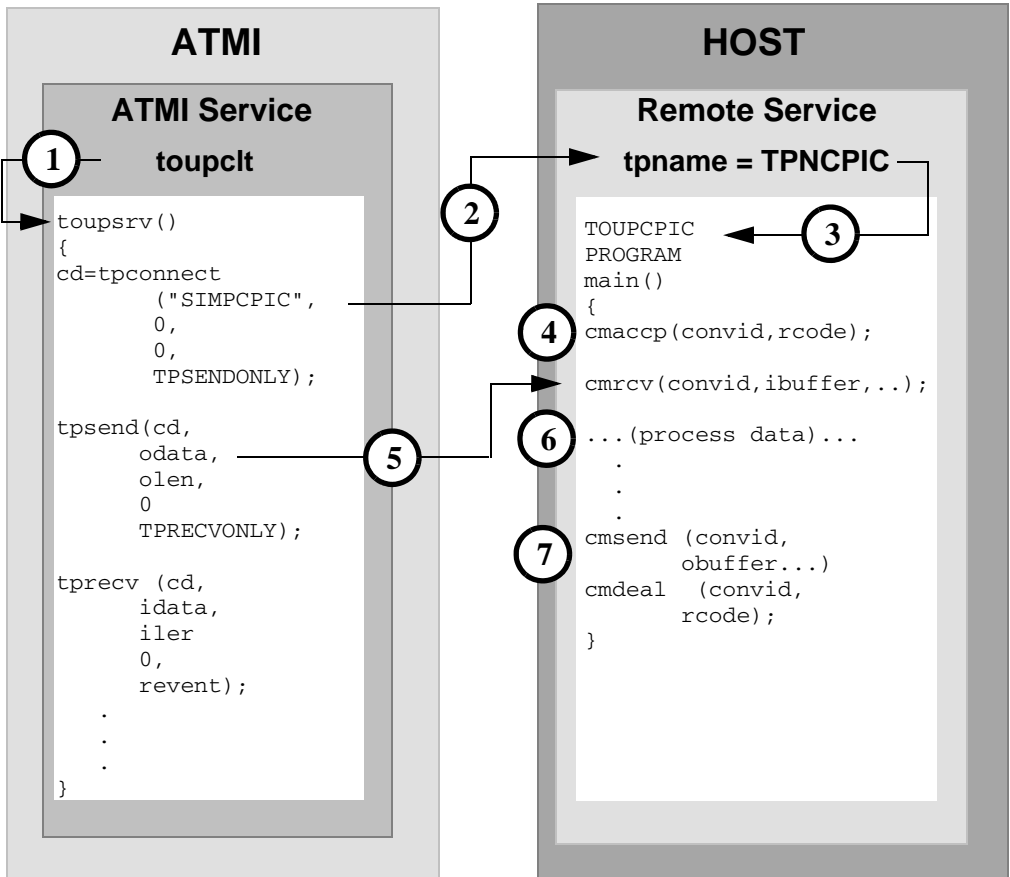 ATMI
ATMI Service
1
toupclt
toupsrv()
{
cd=tpconnect
("SIMPCPIC",
0,
0,
TPSENDONLY);
tpsend(cd,
odata,
olen,
0
TPRECVONLY);
tprecv (cd,
idata,
iler
0,
revent);
.
.
.
}
2
5
HOST
Remote Service
tpname = TPNCPIC
TOUPCPIC
3
PROGRAM
main()
{
4
cmaccp(convid,rcode);
cmrcv(convid,ibuffer,..);
6
...(process data)...
.
.
.
7
cmsend (convid,
obuffer...)
cmdeal (convid,
rcode);
}